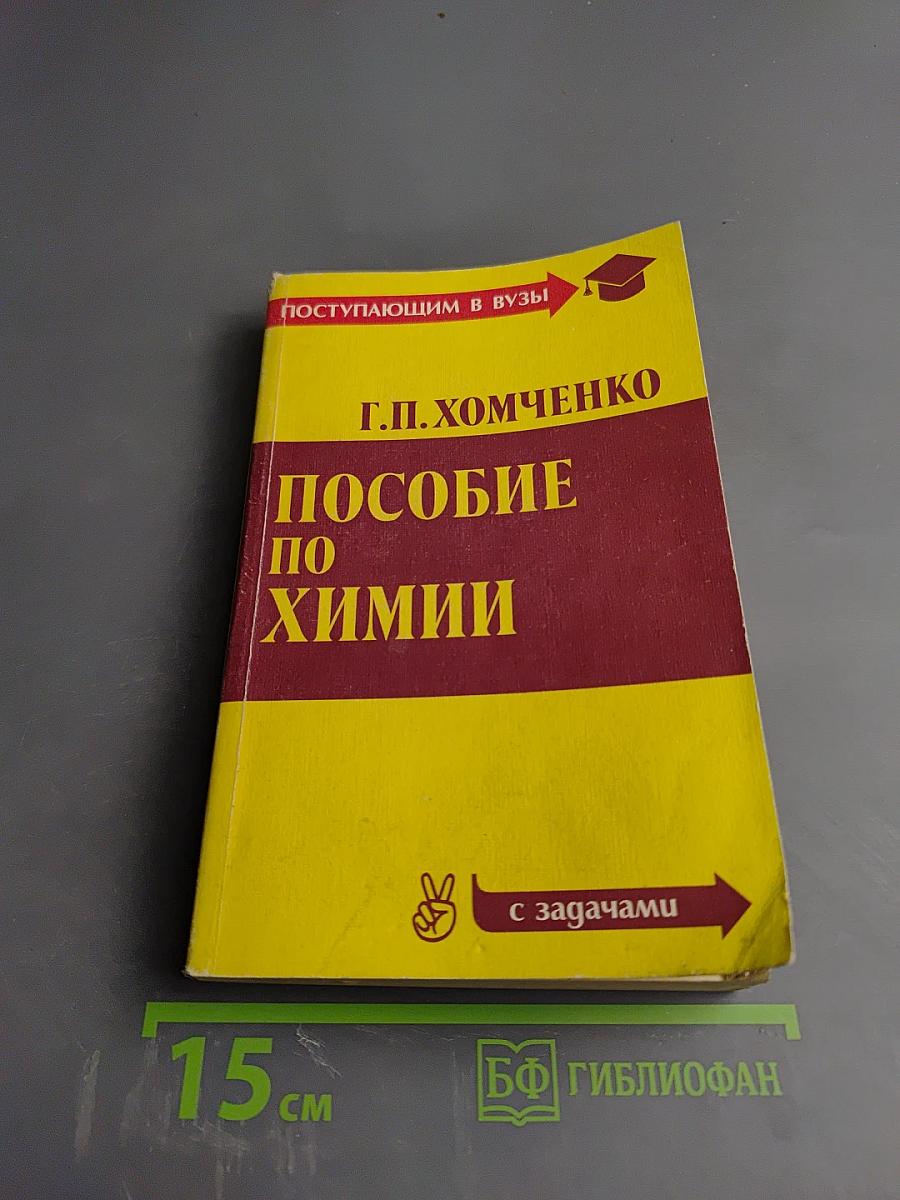 ПОСТУПАЮЩИМ В ВУЗЫ
Г.П. ХОМЧЕНКО
ПОСОБИЕ
ПО
ХИМИИ
с задачами
15 см
БФ ГИБЛИОФАН